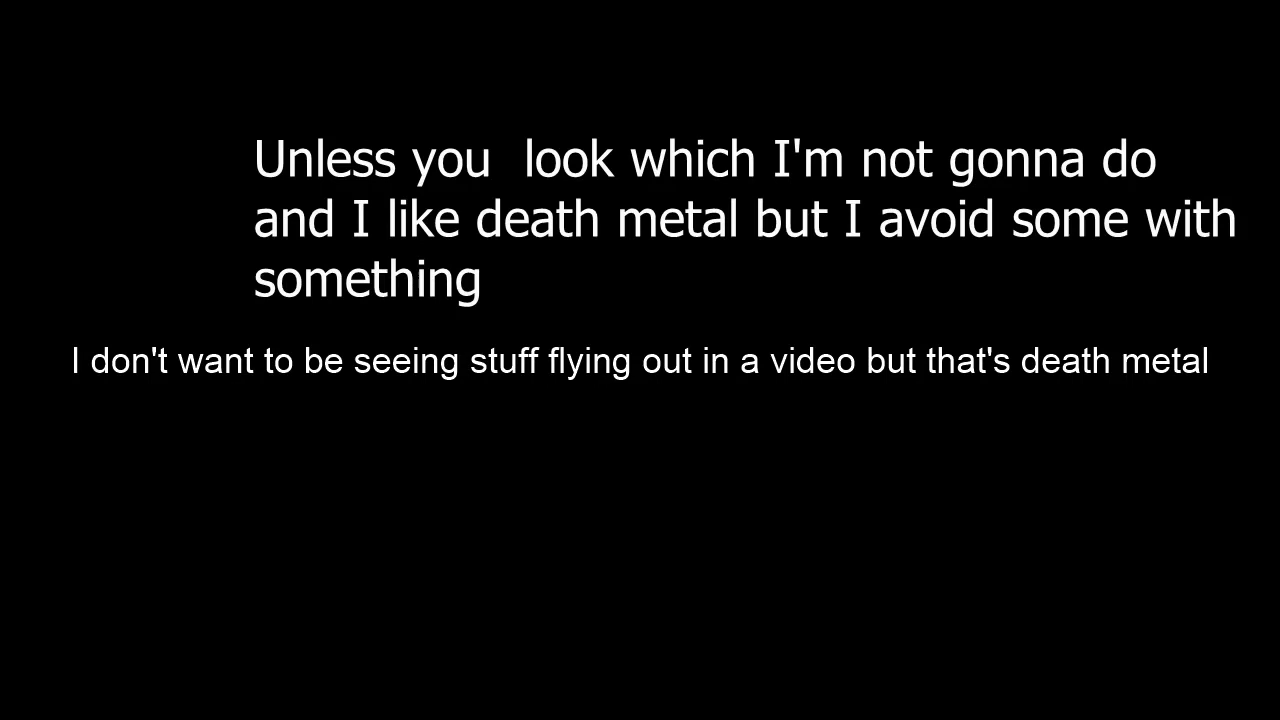 Unless you  look which I'm not gonna do
and I like death metal but I avoid some with
something
I don't want to be seeing stuff flying out in a video but that's death metal